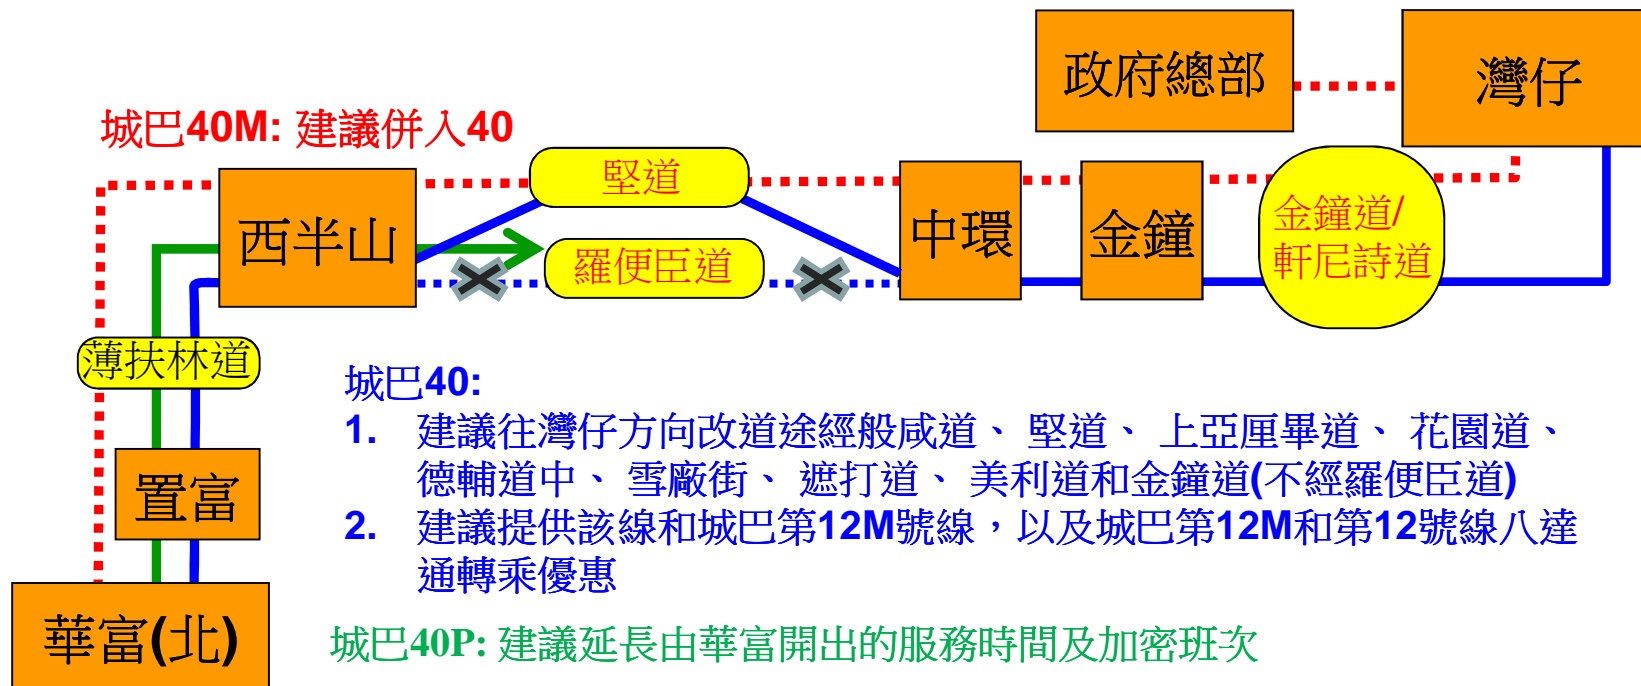 政府總部
灣仔
城巴40M: 建議併入40
堅道
西半山
中環
金鐘
金鐘道/
軒尼詩道
羅便臣道
薄扶林道
城巴40:
1. 建議往灣仔方向改道途經般咸道、 堅道、 上亞厘畢道、 花園道、
德輔道中、 雪廠街、 遮打道、 美利道和金鐘道(不經羅便臣道)
置富
2. 建議提供該線和城巴第12M號線，以及城巴第12M和第12號線八達
通轉乘優惠
華富(北)
城巴40P: 建議延長由華富開出的服務時間及加密班次